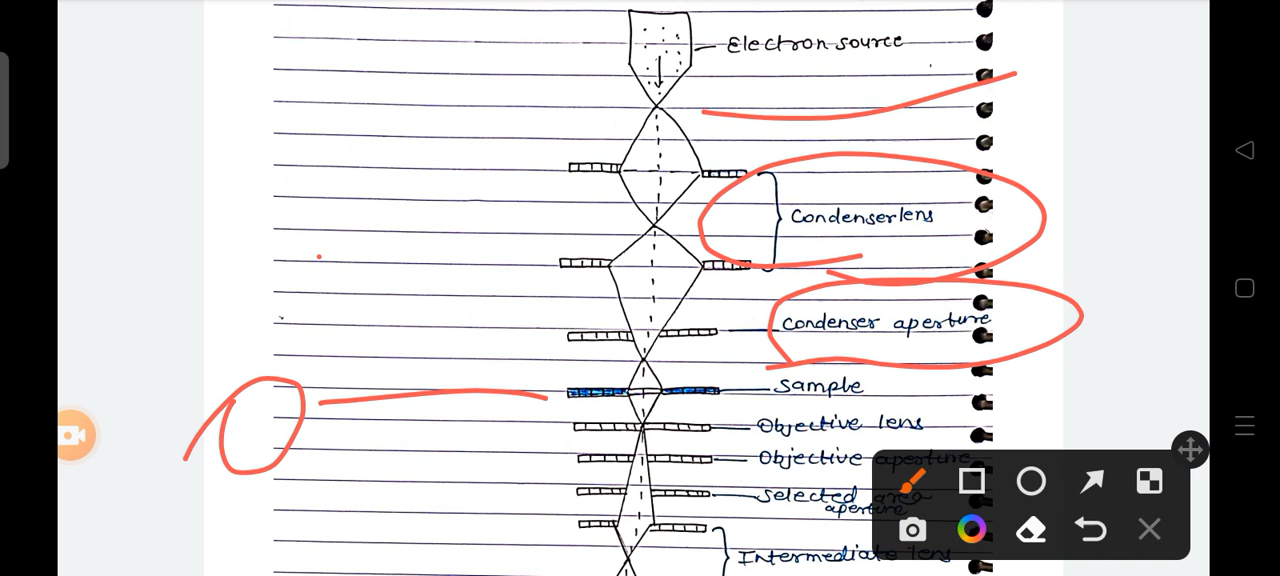 Electron source
Condenser lens
Condenser aperture
Sample
Objective lens
Objective aperture
Selected area
aperture
Intermediate lens